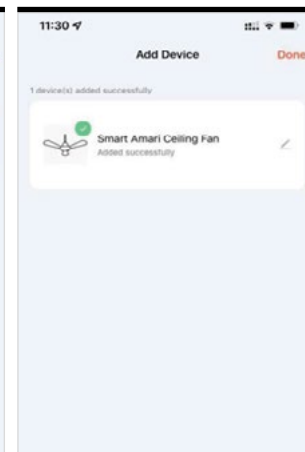 11:30
Add Device
Done
1 device(s) added successfully
Smart Amari Ceiling Fan
Added successfully